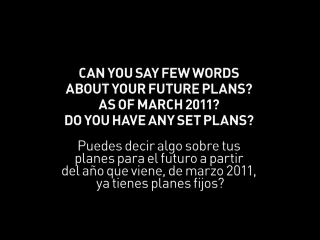 CAN YOU SAY FEW WORDS
ABOUT YOUR FUTURE PLANS?
AS OF MARCH 2011?
DO YOU HAVE ANY SET PLANS?
Puedes decir algo sobre tus
planes para el futuro a partir
del año que viene, de marzo 2011,
ya tienes planes fijos?